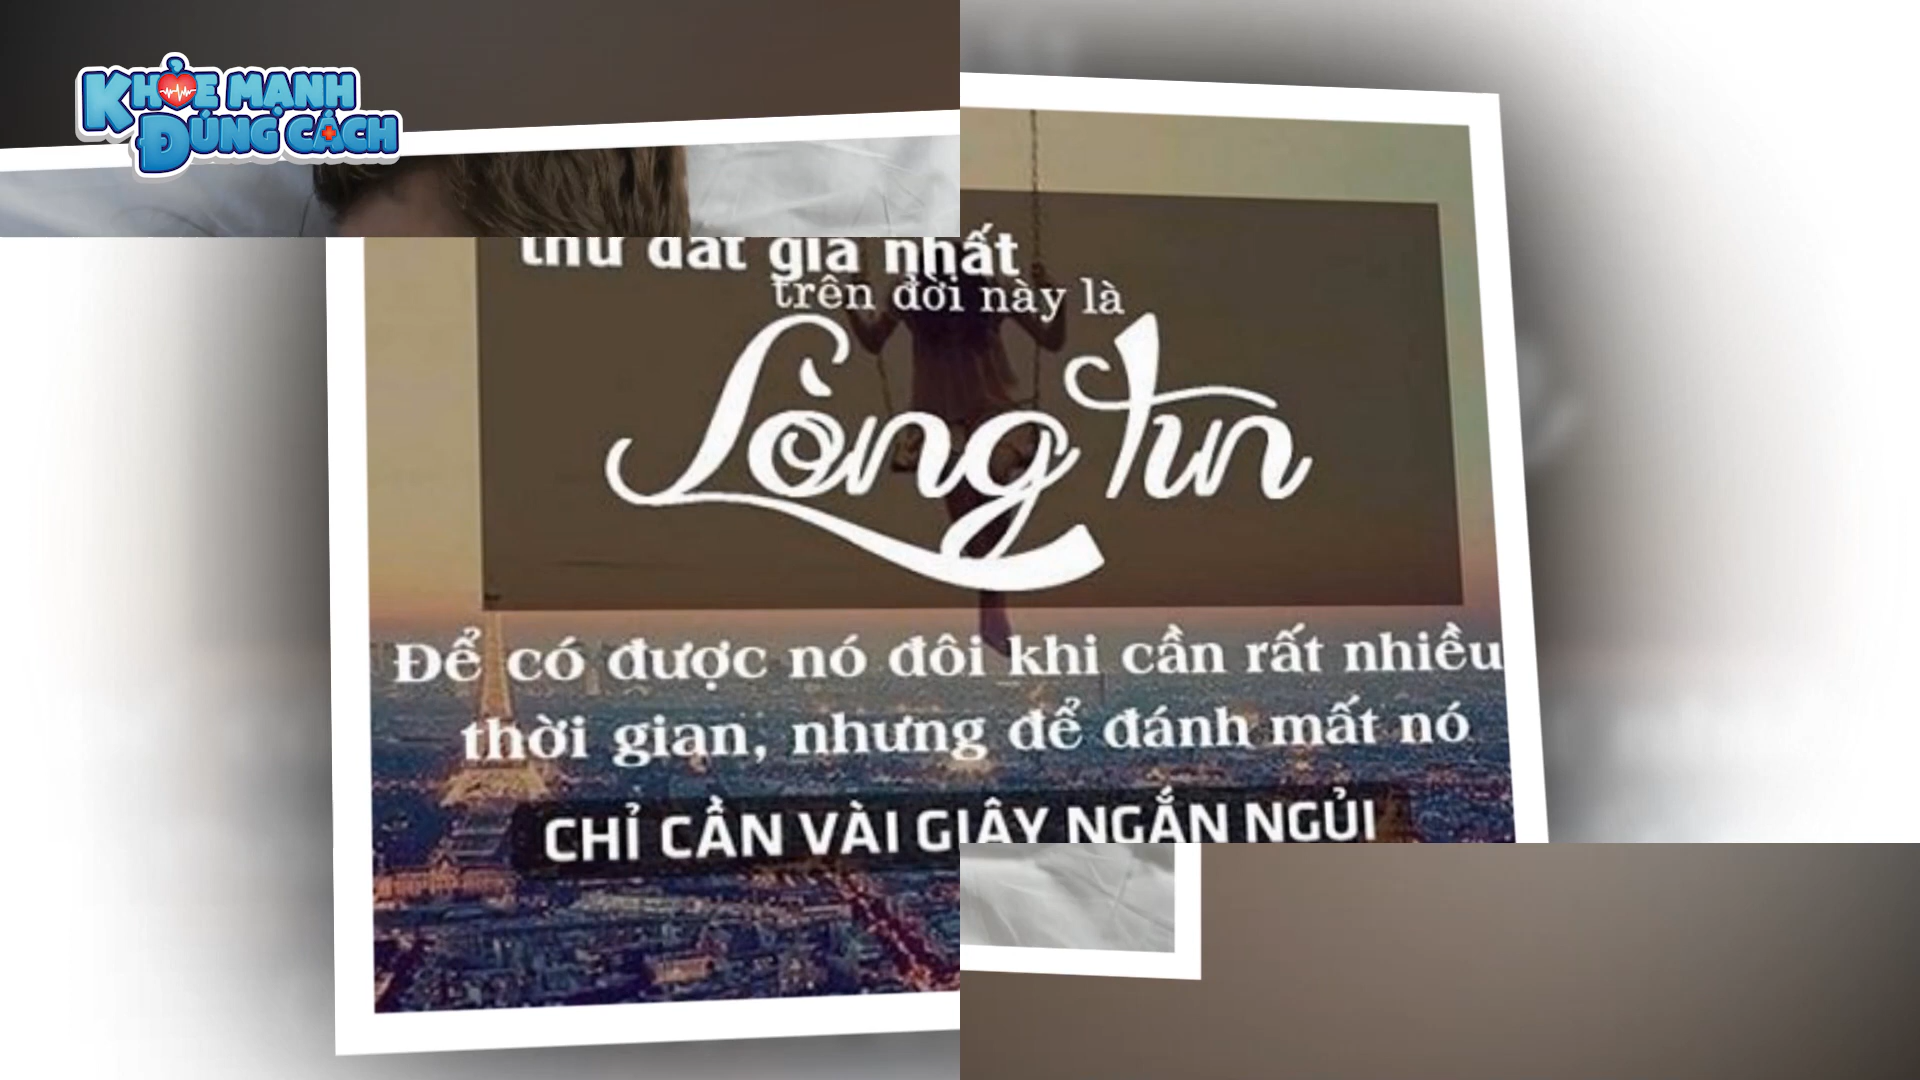 KHỎE MẠNH
ĐÚNG CÁCH
thứ đắt giá nhất
trên đời này là
Lòng tin
Để có được nó đôi khi cần rất nhiều
thời gian, nhưng để đánh mất nó
CHỈ CẦN VÀI GIÂY NGẮN NGỦI